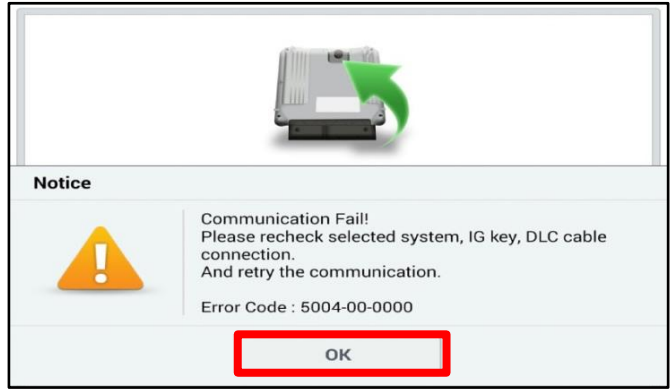 Notice
Communication Fail!
Please recheck selected system, IG key, DLC cable
connection.
And retry the communication.
Error Code : 5004-00-0000
OK